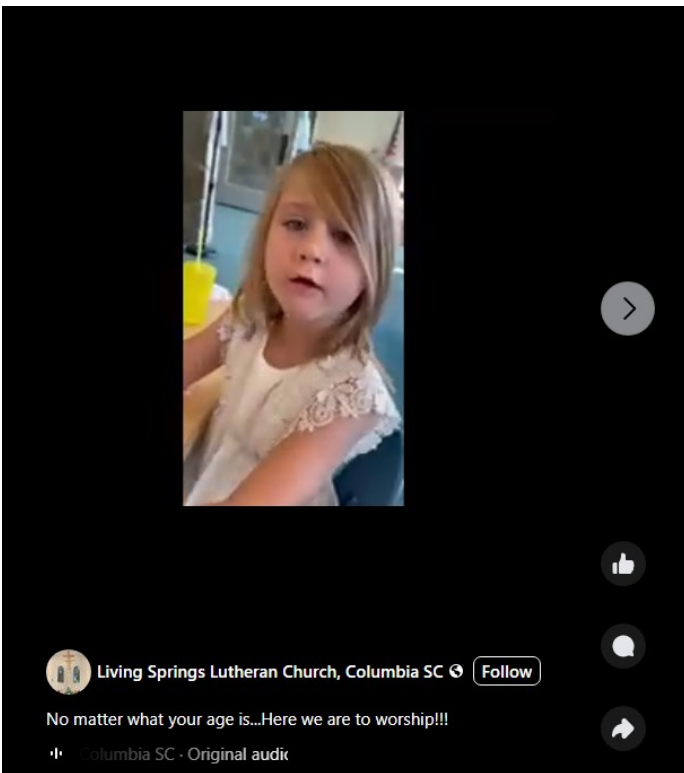 Living Springs Lutheran Church, Columbia SC Follow
No matter what your age is...Here we are to worship!!!
Columbia SC · Original audic